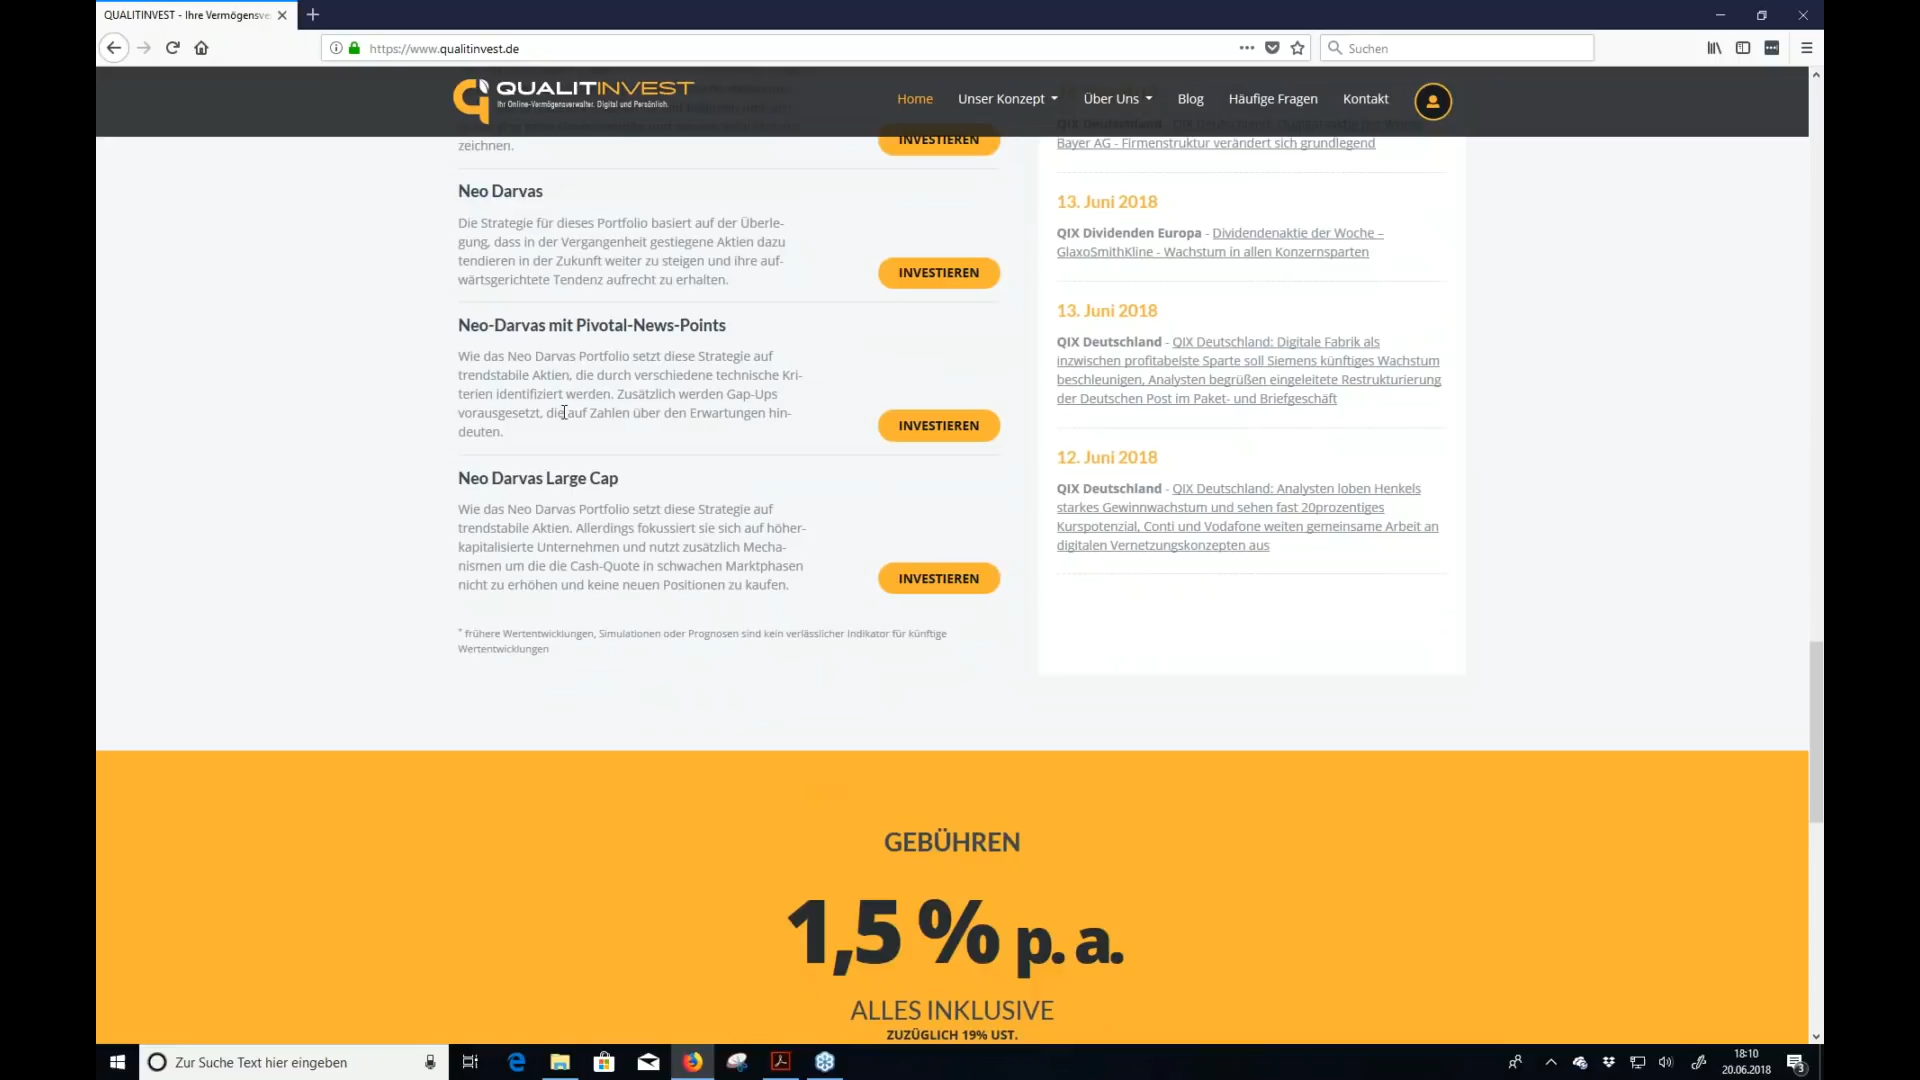 QUALITINVEST - Ihre Vermögensve
https://www.qualitinvest.de
Suchen
QUALITINVEST
Ihr Online-Vermögensverwalter. Digital und Persönlich.
Home
Unser Konzept
Über Uns
Blog
Häufige Fragen
Kontakt
zeichnen.
INVESTIEREN
Neo Darvas
Die Strategie für dieses Portfolio basiert auf der Überle-
gung, dass in der Vergangenheit gestiegene Aktien dazu
tendieren in der Zukunft weiter zu steigen und ihre auf-
wärtsgerichtete Tendenz aufrecht zu erhalten.
INVESTIEREN
Neo-Darvas mit Pivotal-News-Points
Wie das Neo Darvas Portfolio setzt diese Strategie auf
trendstabile Aktien, die durch verschiedene technische Kri-
terien identifiziert werden. Zusätzlich werden Gap-Ups
vorausgesetzt, die auf Zahlen über den Erwartungen hin-
deuten.
INVESTIEREN
Neo Darvas Large Cap
Wie das Neo Darvas Portfolio setzt diese Strategie auf
trendstabile Aktien. Allerdings fokussiert sie sich auf höher-
kapitalisierte Unternehmen und nutzt zusätzlich Mecha-
nismen um die die Cash-Quote in schwachen Marktphasen
nicht zu erhöhen und keine neuen Positionen zu kaufen.
INVESTIEREN
* frühere Wertentwicklungen, Simulationen oder Prognosen sind kein verlässlicher Indikator für künftige
Wertentwicklungen
Bayer AG - Firmenstruktur verändert sich grundlegend
13. Juni 2018
QIX Dividenden Europa - Dividendenaktie der Woche –
GlaxoSmithKline - Wachstum in allen Konzernsparten
13. Juni 2018
QIX Deutschland - QIX Deutschland: Digitale Fabrik als
inzwischen profitabelste Sparte soll Siemens künftiges Wachstum
beschleunigen, Analysten begrüßen eingeleitete Restrukturierung
der Deutschen Post im Paket- und Briefgeschäft
12. Juni 2018
QIX Deutschland - QIX Deutschland: Analysten loben Henkels
starkes Gewinnwachstum und sehen fast 20prozentiges
Kurspotenzial, Conti und Vodafone weiten gemeinsame Arbeit an
digitalen Vernetzungskonzepten aus
GEBÜHREN
1,5 % p. a.
ALLES INKLUSIVE
ZUZÜGLICH 19% UST.
Zur Suche Text hier eingeben
18:10
20.06.2018
3